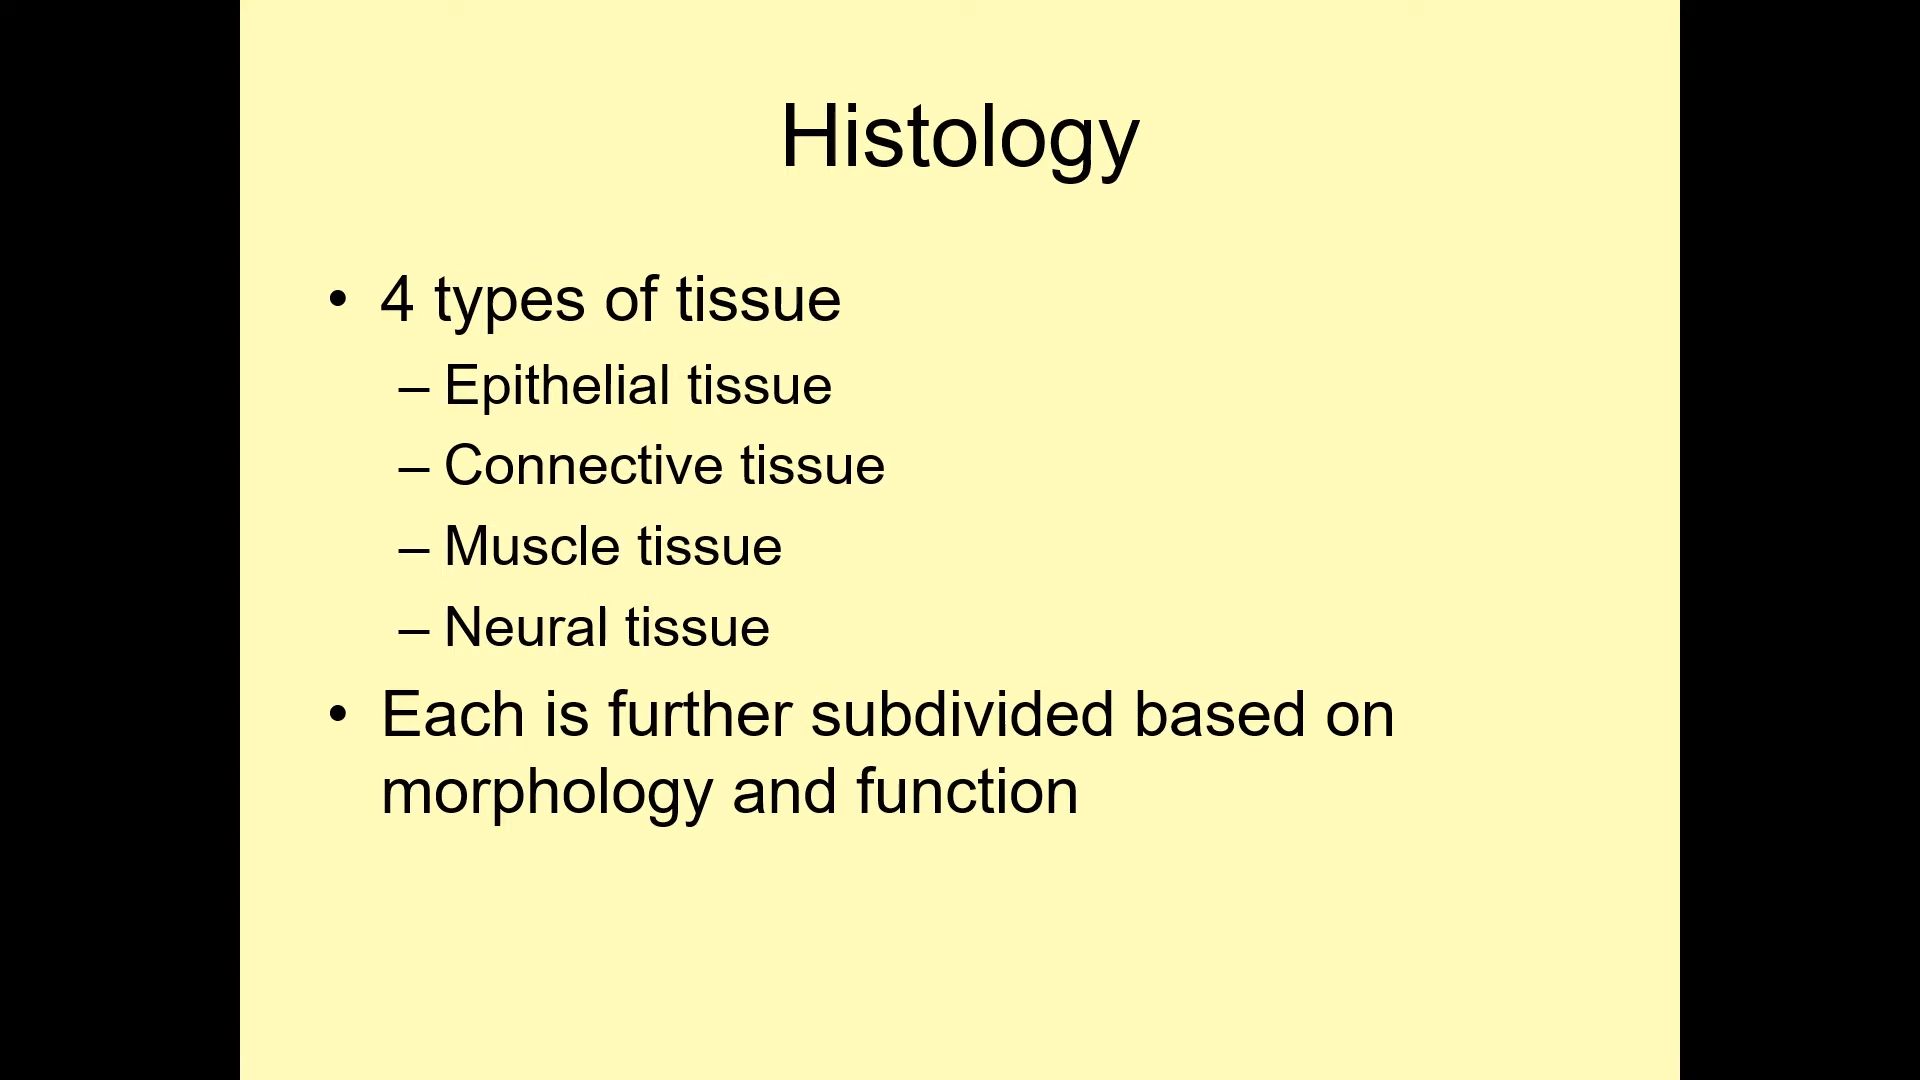 Histology
• 4 types of tissue
– Epithelial tissue
– Connective tissue
– Muscle tissue
– Neural tissue
• Each is further subdivided based on
morphology and function